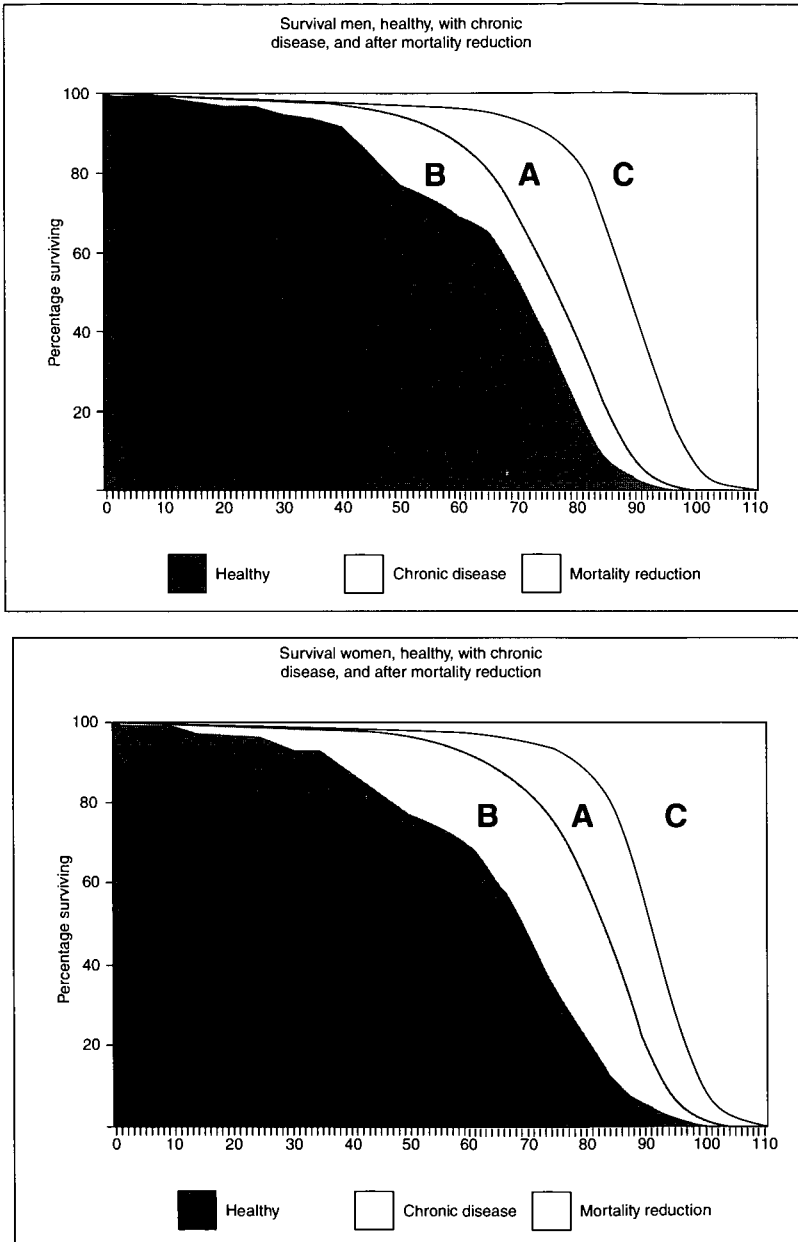 Survival men, healthy, with chronic
disease, and after mortality reduction
Percentage surviving
100
80
60
40
20
B
A
C
0 10 20 30 40 50 60 70 80 90 100 110
Healthy
Chronic disease
Mortality reduction
Survival women, healthy, with chronic
disease, and after mortality reduction
Percentage surviving
100
80
60
40
20
B
A
C
0 10 20 30 40 50 60 70 80 90 100 110
Healthy
Chronic disease
Mortality reduction